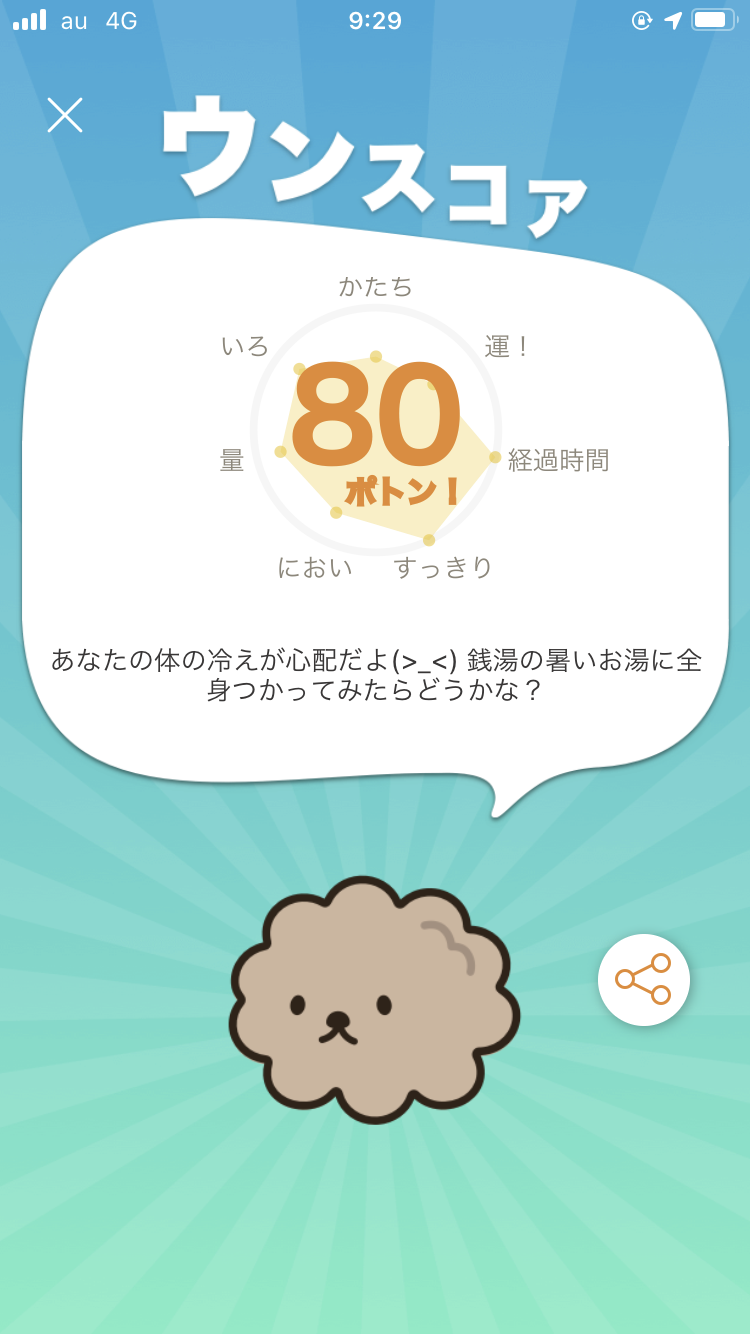 au 4G 9:29
ウンスコア
かたち
いろ 運！
80
量 経過時間
ポトン！
におい すっきり
あなたの体の冷えが心配だよ(>_<) 銭湯の暑いお湯に全
身つかってみたらどうかな？